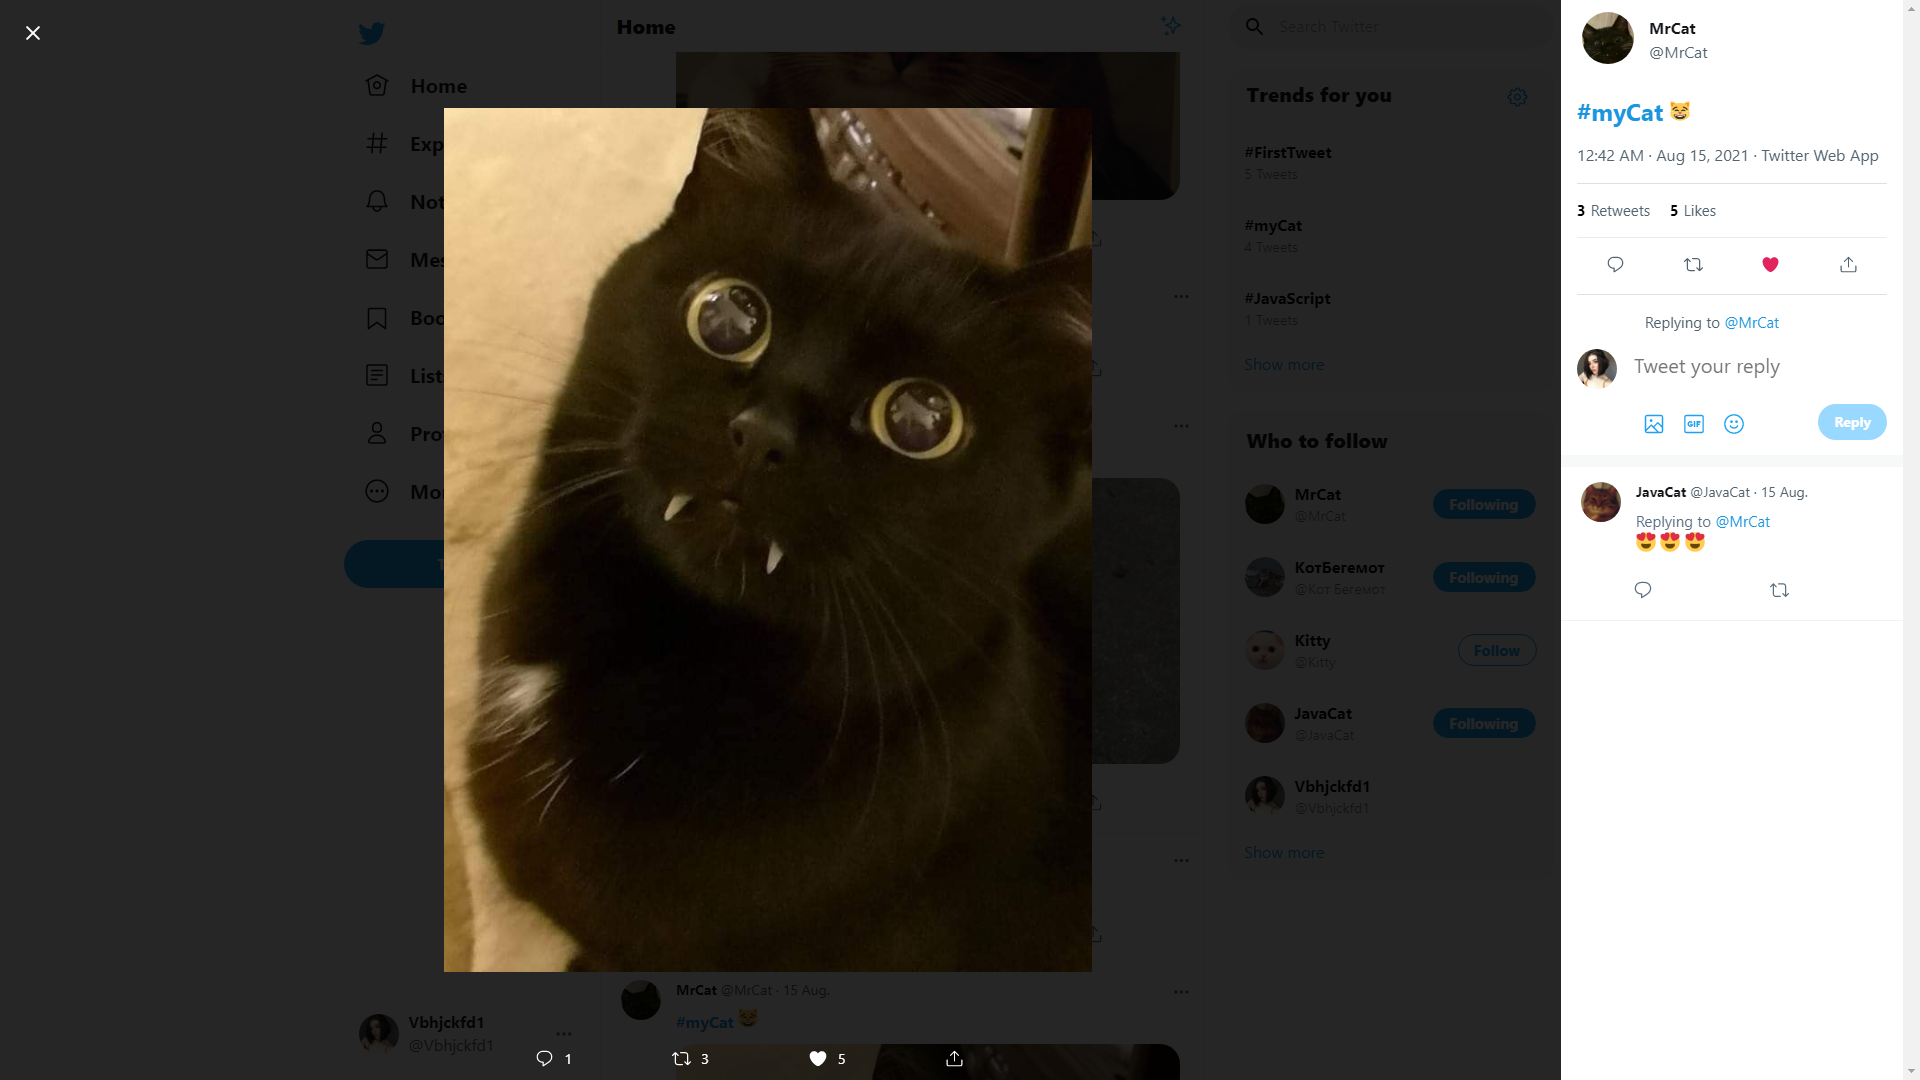 Home
Search Twitter
Home
Exp
Not
Mes
Boo
List
Pro
Mo
Trends for you
#FirstTweet
5 Tweets
#myCat
4 Tweets
#JavaScript
1 Tweets
Show more
Who to follow
MrCat
@MrCat
Following
КотБегемот
@Кот Бегемот
Following
Kitty
@Kitty
Follow
JavaCat
@JavaCat
Following
Vbhjckfd1
@Vbhjckfd1
Show more
MrCat @MrCat · 15 Aug.
#myCat
Vbhjckfd1
@Vbhjckfd1
1
3
5
MrCat
@MrCat
#myCat
12:42 AM · Aug 15, 2021 · Twitter Web App
3 Retweets 5 Likes
Replying to @MrCat
Tweet your reply
GIF
Reply
JavaCat @JavaCat · 15 Aug.
Replying to @MrCat